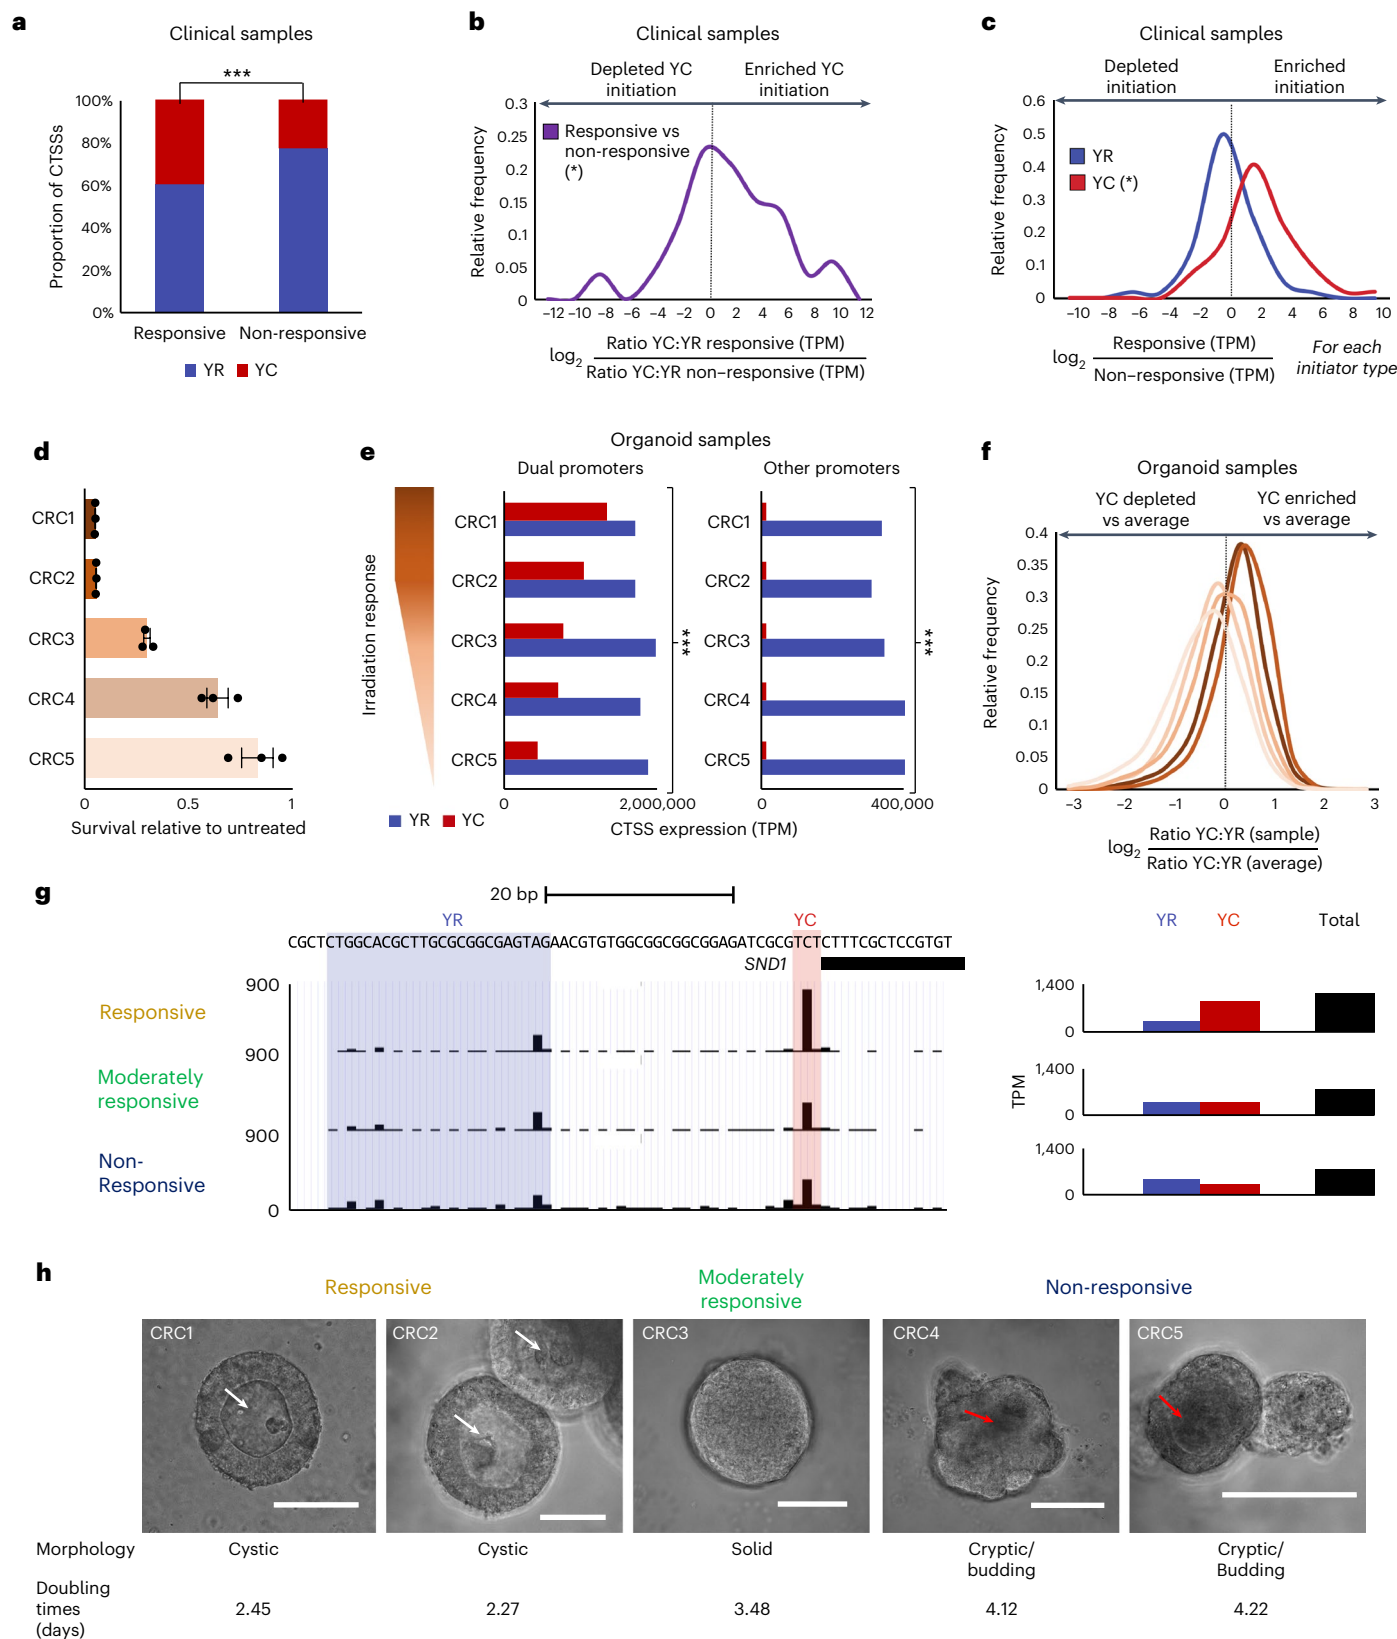 a
Clinical samples
***
100%
80%
60%
40%
20%
0%
Proportion of CTSSs
Responsive
Non-responsive
YR
YC
b
Clinical samples
Depleted YC
initiation
Enriched YC
initiation
0.3
0.25
0.2
0.15
0.1
0.05
0
Relative frequency
Responsive vs
non-responsive
(*)
–12 –10 –8 –6 –4 –2 0 2 4 6 8 10 12
log2
Ratio YC:YR responsive (TPM)
Ratio YC:YR non–responsive (TPM)
c
Clinical samples
Depleted
initiation
Enriched
initiation
0.6
0.5
0.4
0.3
0.2
0.1
0
Relative frequency
YR
YC (*)
–10 –8 –6 –4 –2 0 2 4 6 8 10
log2
Responsive (TPM)
Non–responsive (TPM)
For each
initiator type
d
CRC1
CRC2
CRC3
CRC4
CRC5
0 0.5 1
Survival relative to untreated
e
Organoid samples
Irradiation response
Dual promoters
CRC1
CRC2
CRC3
CRC4
CRC5
***
0 2,000,000
Other promoters
CRC1
CRC2
CRC3
CRC4
CRC5
***
0 400,000
YR
YC
CTSS expression (TPM)
f
Organoid samples
YC depleted
vs average
YC enriched
vs average
0.4
0.35
0.3
0.25
0.2
0.15
0.1
0.05
0
Relative frequency
–3 –2 –1 0 1 2 3
log2
Ratio YC:YR (sample)
Ratio YC:YR (average)
g
20 bp
YR
YC
CGCTCTGGCACGCTTGCGCGGCGAGTAGAACGTGTGGCGGCGGCGGAGATCGCGTCTCTTTCGCTCCGTGT
SND1
900
Responsive
900
Moderately
responsive
900
Non-
Responsive
0
YR
YC
Total
1,400
0
1,400
0
1,400
0
TPM
h
Responsive
Moderately
responsive
Non-responsive
CRC1
CRC2
CRC3
CRC4
CRC5
Morphology
Cystic
Cystic
Solid
Cryptic/
budding
Cryptic/
Budding
Doubling
times
(days)
2.45
2.27
3.48
4.12
4.22